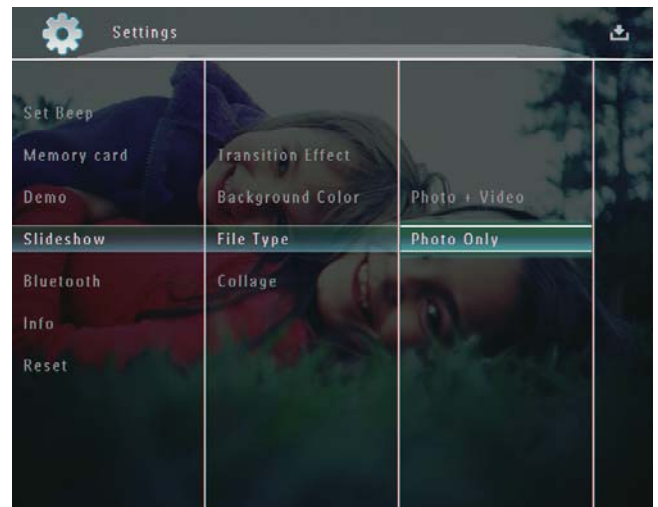 Settings
Set Beep
Memory card
Demo
Slideshow
Bluetooth
Info
Reset
Transition Effect
Background Color
File Type
Collage
Photo + Video
Photo Only